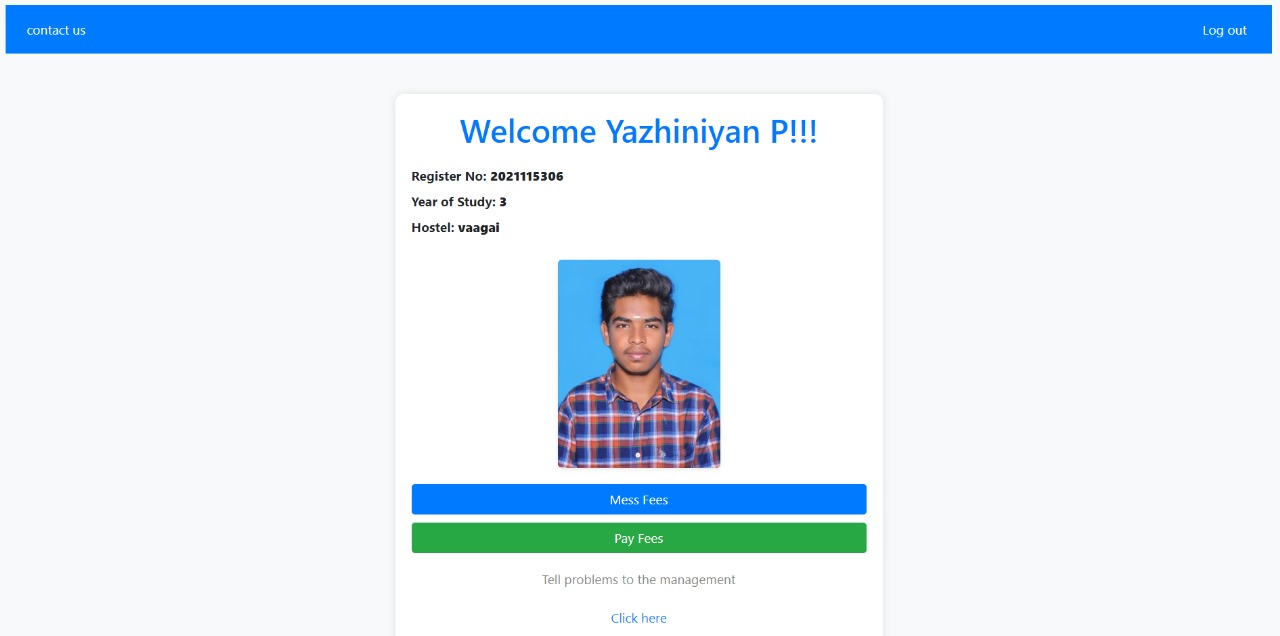 contact us
Log out
Welcome Yazhiniyan P!!!
Register No: 2021115306
Year of Study: 3
Hostel: vaagai
Mess Fees
Pay Fees
Tell problems to the management
Click here